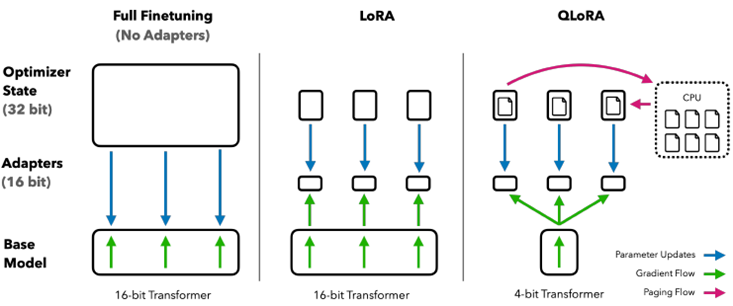 Full Finetuning
(No Adapters)
LoRA
QLoRA
Optimizer
State
(32 bit)
CPU
Adapters
(16 bit)
Base
Model
Parameter Updates
Gradient Flow
Paging Flow
16-bit Transformer
16-bit Transformer
4-bit Transformer